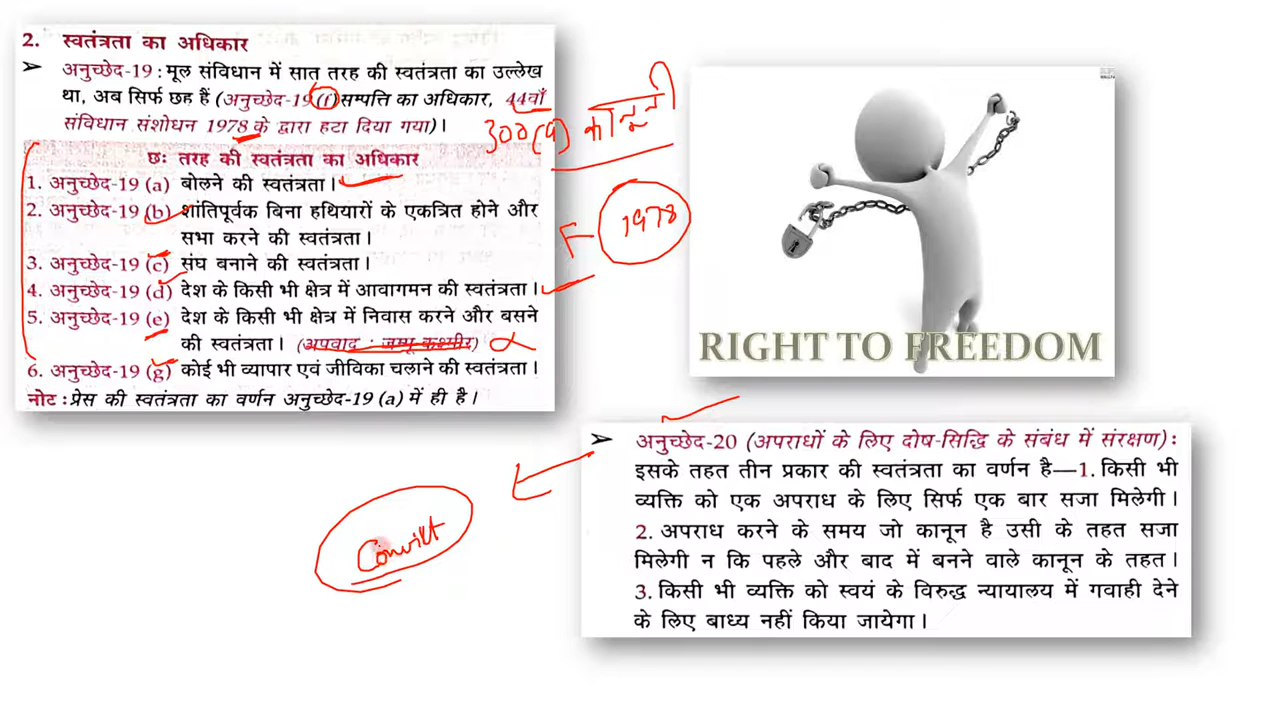 2. स्वतंत्रता का अधिकार
➤ अनुच्छेद-19 : मूल संविधान में सात तरह की स्वतंत्रता का उल्लेख
था, अब सिर्फ छह हैं (अनुच्छेद-19 (f) सम्पत्ति का अधिकार, 44वाँ
संविधान संशोधन 1978 के द्वारा हटा दिया गया)।
300(a) कानूनी
छः तरह की स्वतंत्रता का अधिकार
1. अनुच्छेद-19 (a) बोलने की स्वतंत्रता।
2. अनुच्छेद-19 (b) शांतिपूर्वक बिना हथियारों के एकत्रित होने और
सभा करने की स्वतंत्रता।
3. अनुच्छेद-19 (c) संघ बनाने की स्वतंत्रता।
4. अनुच्छेद-19 (d) देश के किसी भी क्षेत्र में आवागमन की स्वतंत्रता।
5. अनुच्छेद-19 (e) देश के किसी भी क्षेत्र में निवास करने और बसने
की स्वतंत्रता। (अपवाद : जम्मू कश्मीर)
6. अनुच्छेद-19 (g) कोई भी व्यापार एवं जीविका चलाने की स्वतंत्रता।
नोट : प्रेस की स्वतंत्रता का वर्णन अनुच्छेद-19 (a) में ही है।
F 1978
RIGHT TO FREEDOM
➤ अनुच्छेद-20 (अपराधों के लिए दोष-सिद्धि के संबंध में संरक्षण) :
इसके तहत तीन प्रकार की स्वतंत्रता का वर्णन है—1. किसी भी
व्यक्ति को एक अपराध के लिए सिर्फ एक बार सजा मिलेगी।
2. अपराध करने के समय जो कानून है उसी के तहत सजा
मिलेगी न कि पहले और बाद में बनने वाले कानून के तहत।
3. किसी भी व्यक्ति को स्वयं के विरुद्ध न्यायालय में गवाही देने
के लिए बाध्य नहीं किया जायेगा।